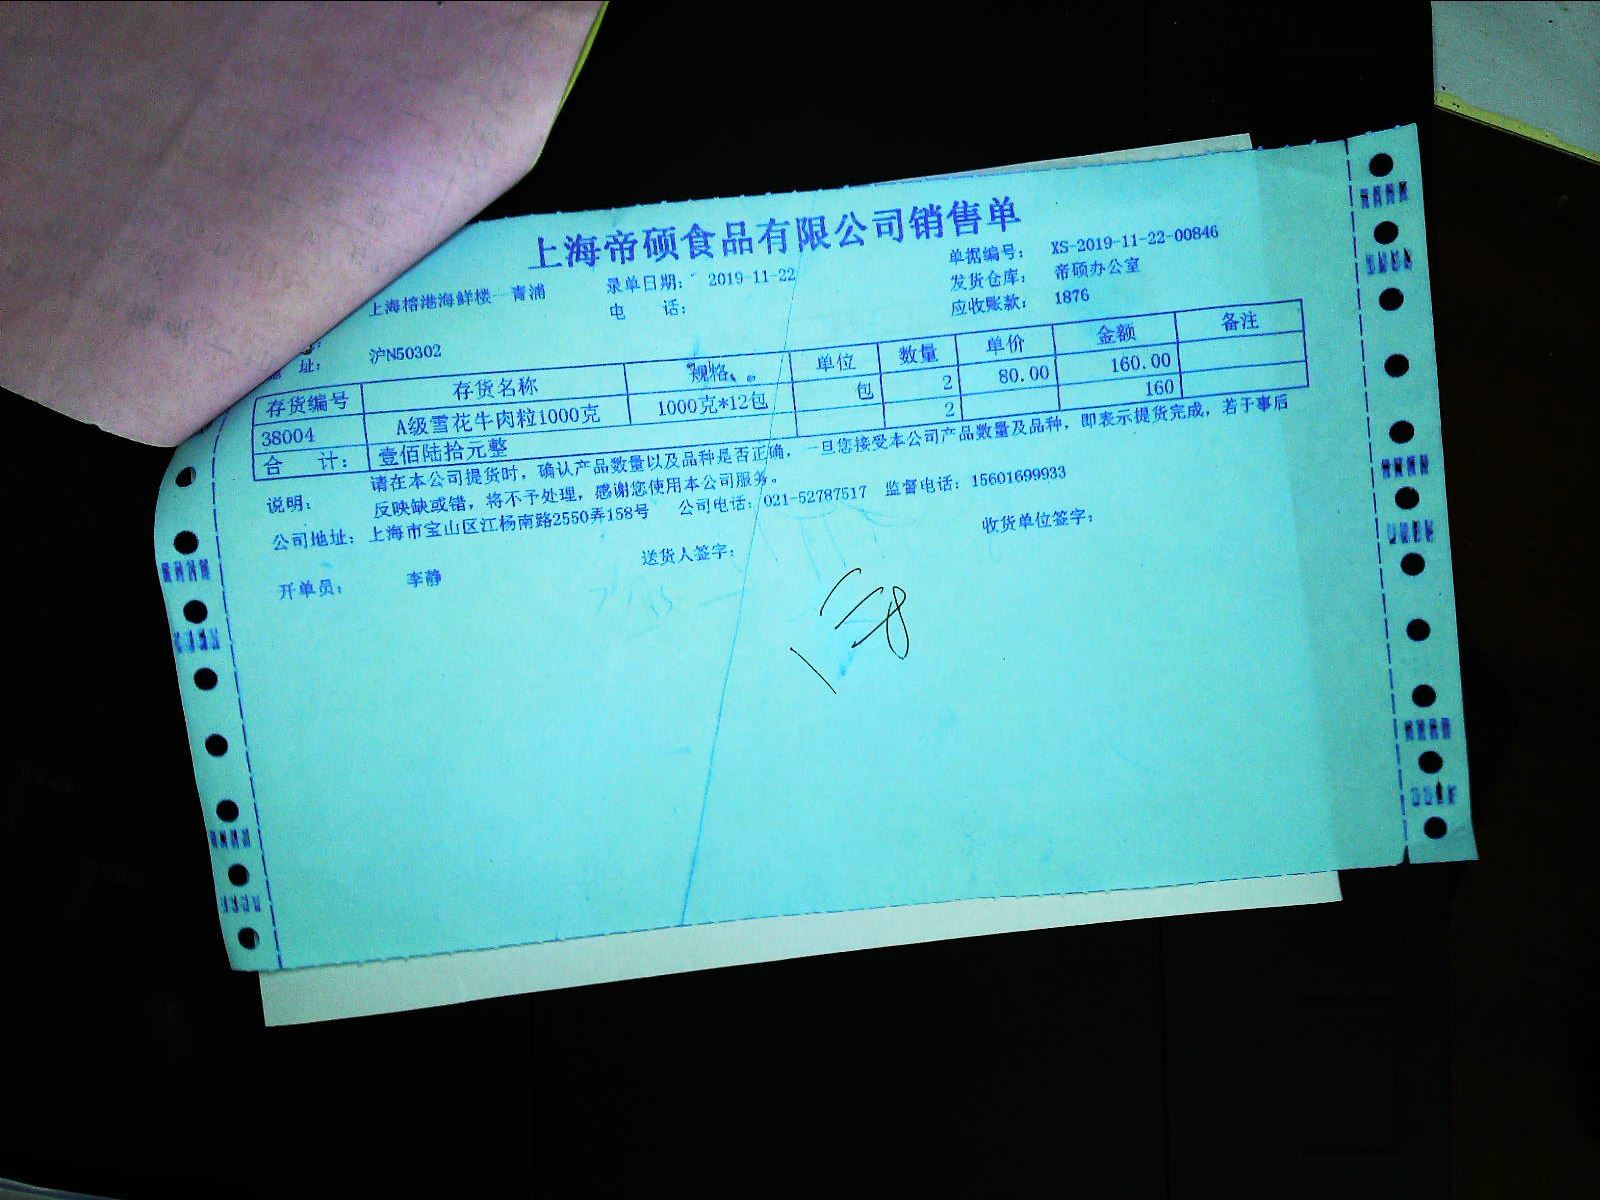 上海帝硕食品有限公司销售单
上海榕港海鲜楼—青浦 录单日期: 2019-11-22 单据编号: XS-2019-11-22-00846
电 话: 发货仓库: 帝硕办公室
址: 沪N50302 应收账款: 1876
存货编号 存货名称 规格 单位 数量 单价 金额 备注
38004 A级雪花牛肉粒1000克 1000克*12包 包 2 80.00 160.00
合 计: 壹佰陆拾元整 2 160
说明: 请在本公司提货时，确认产品数量以及品种是否正确，一旦您接受本公司产品数量及品种，即表示提货完成，若于事后
反映缺或错，将不予处理，感谢您使用本公司服务。
公司地址: 上海市宝山区江杨南路2550弄158号 公司电话: 021-52787517 监督电话: 15601699933
开单员: 李静 送货人签字: 收货单位签字: